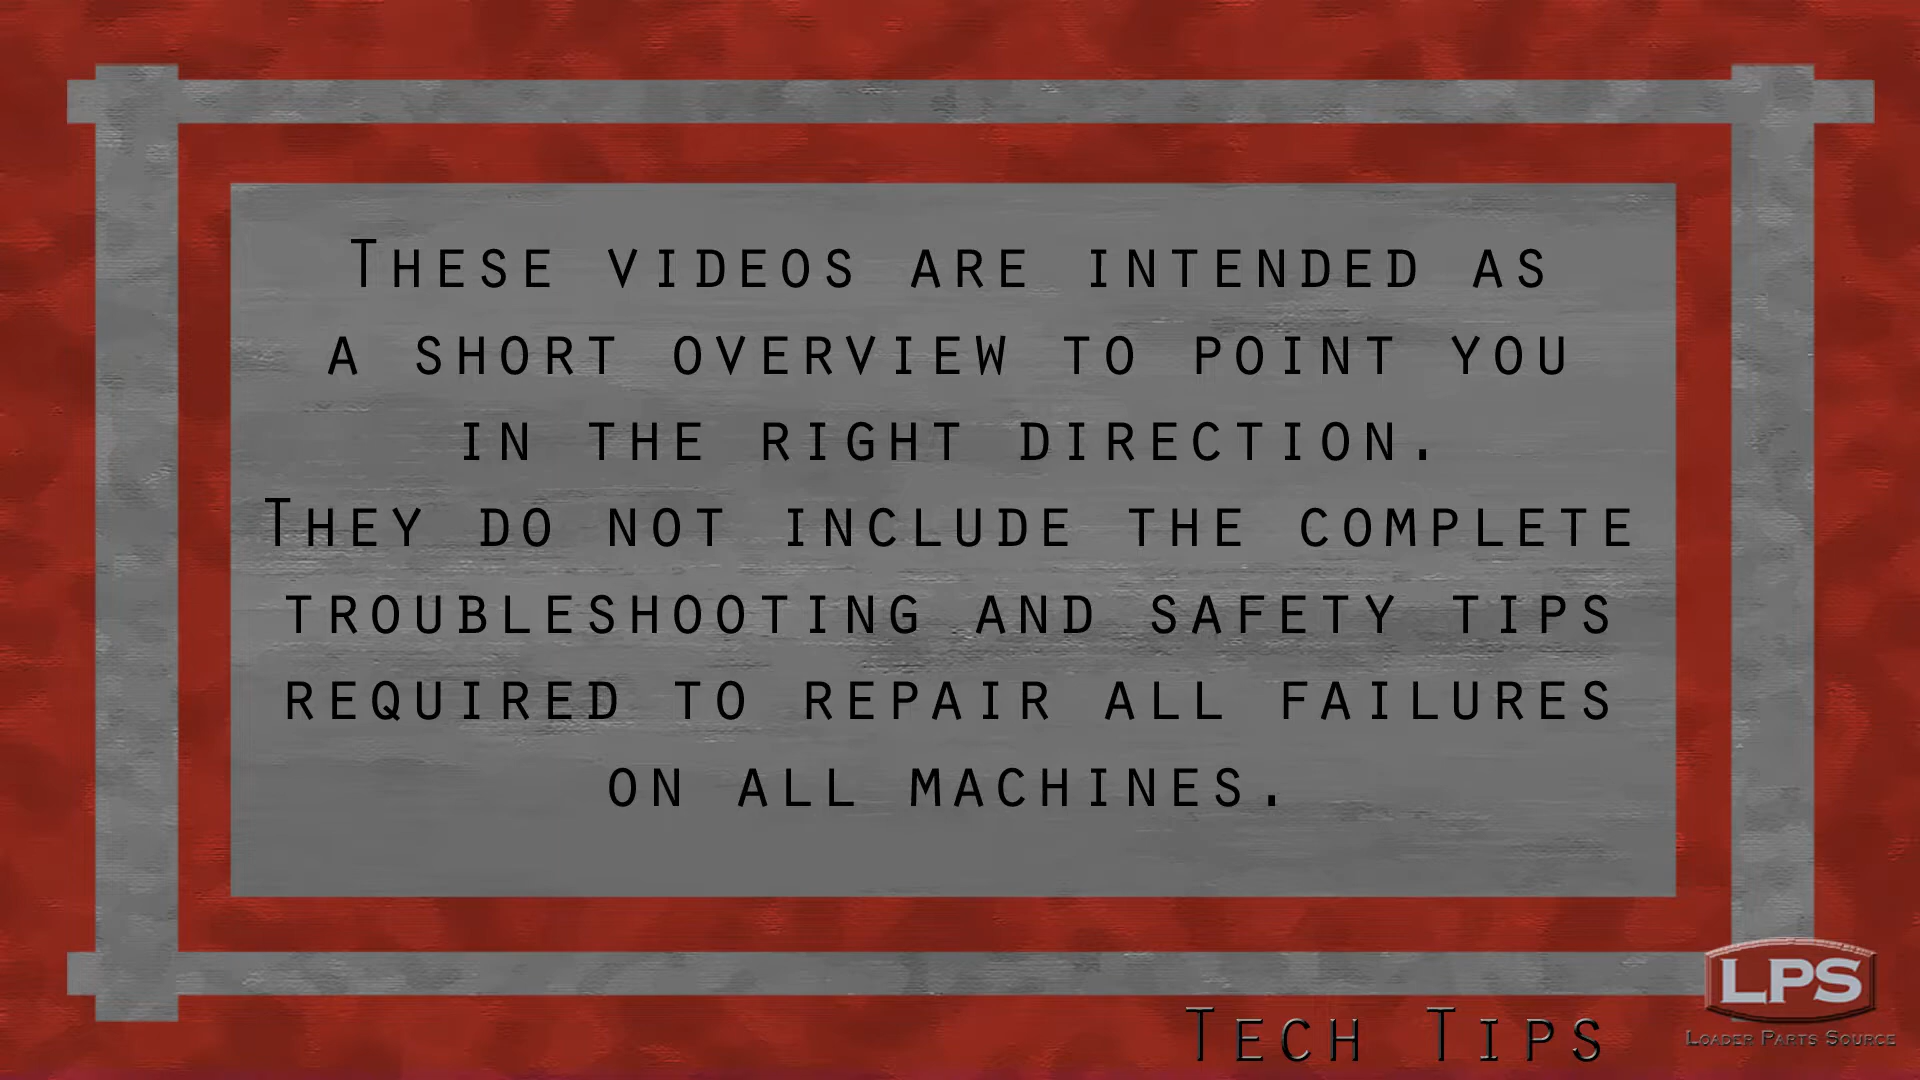 These videos are intended as
a short overview to point you
in the right direction.
They do not include the complete
troubleshooting and safety tips
required to repair all failures
on all machines.
LPS
Tech Tips
Loader Parts Source